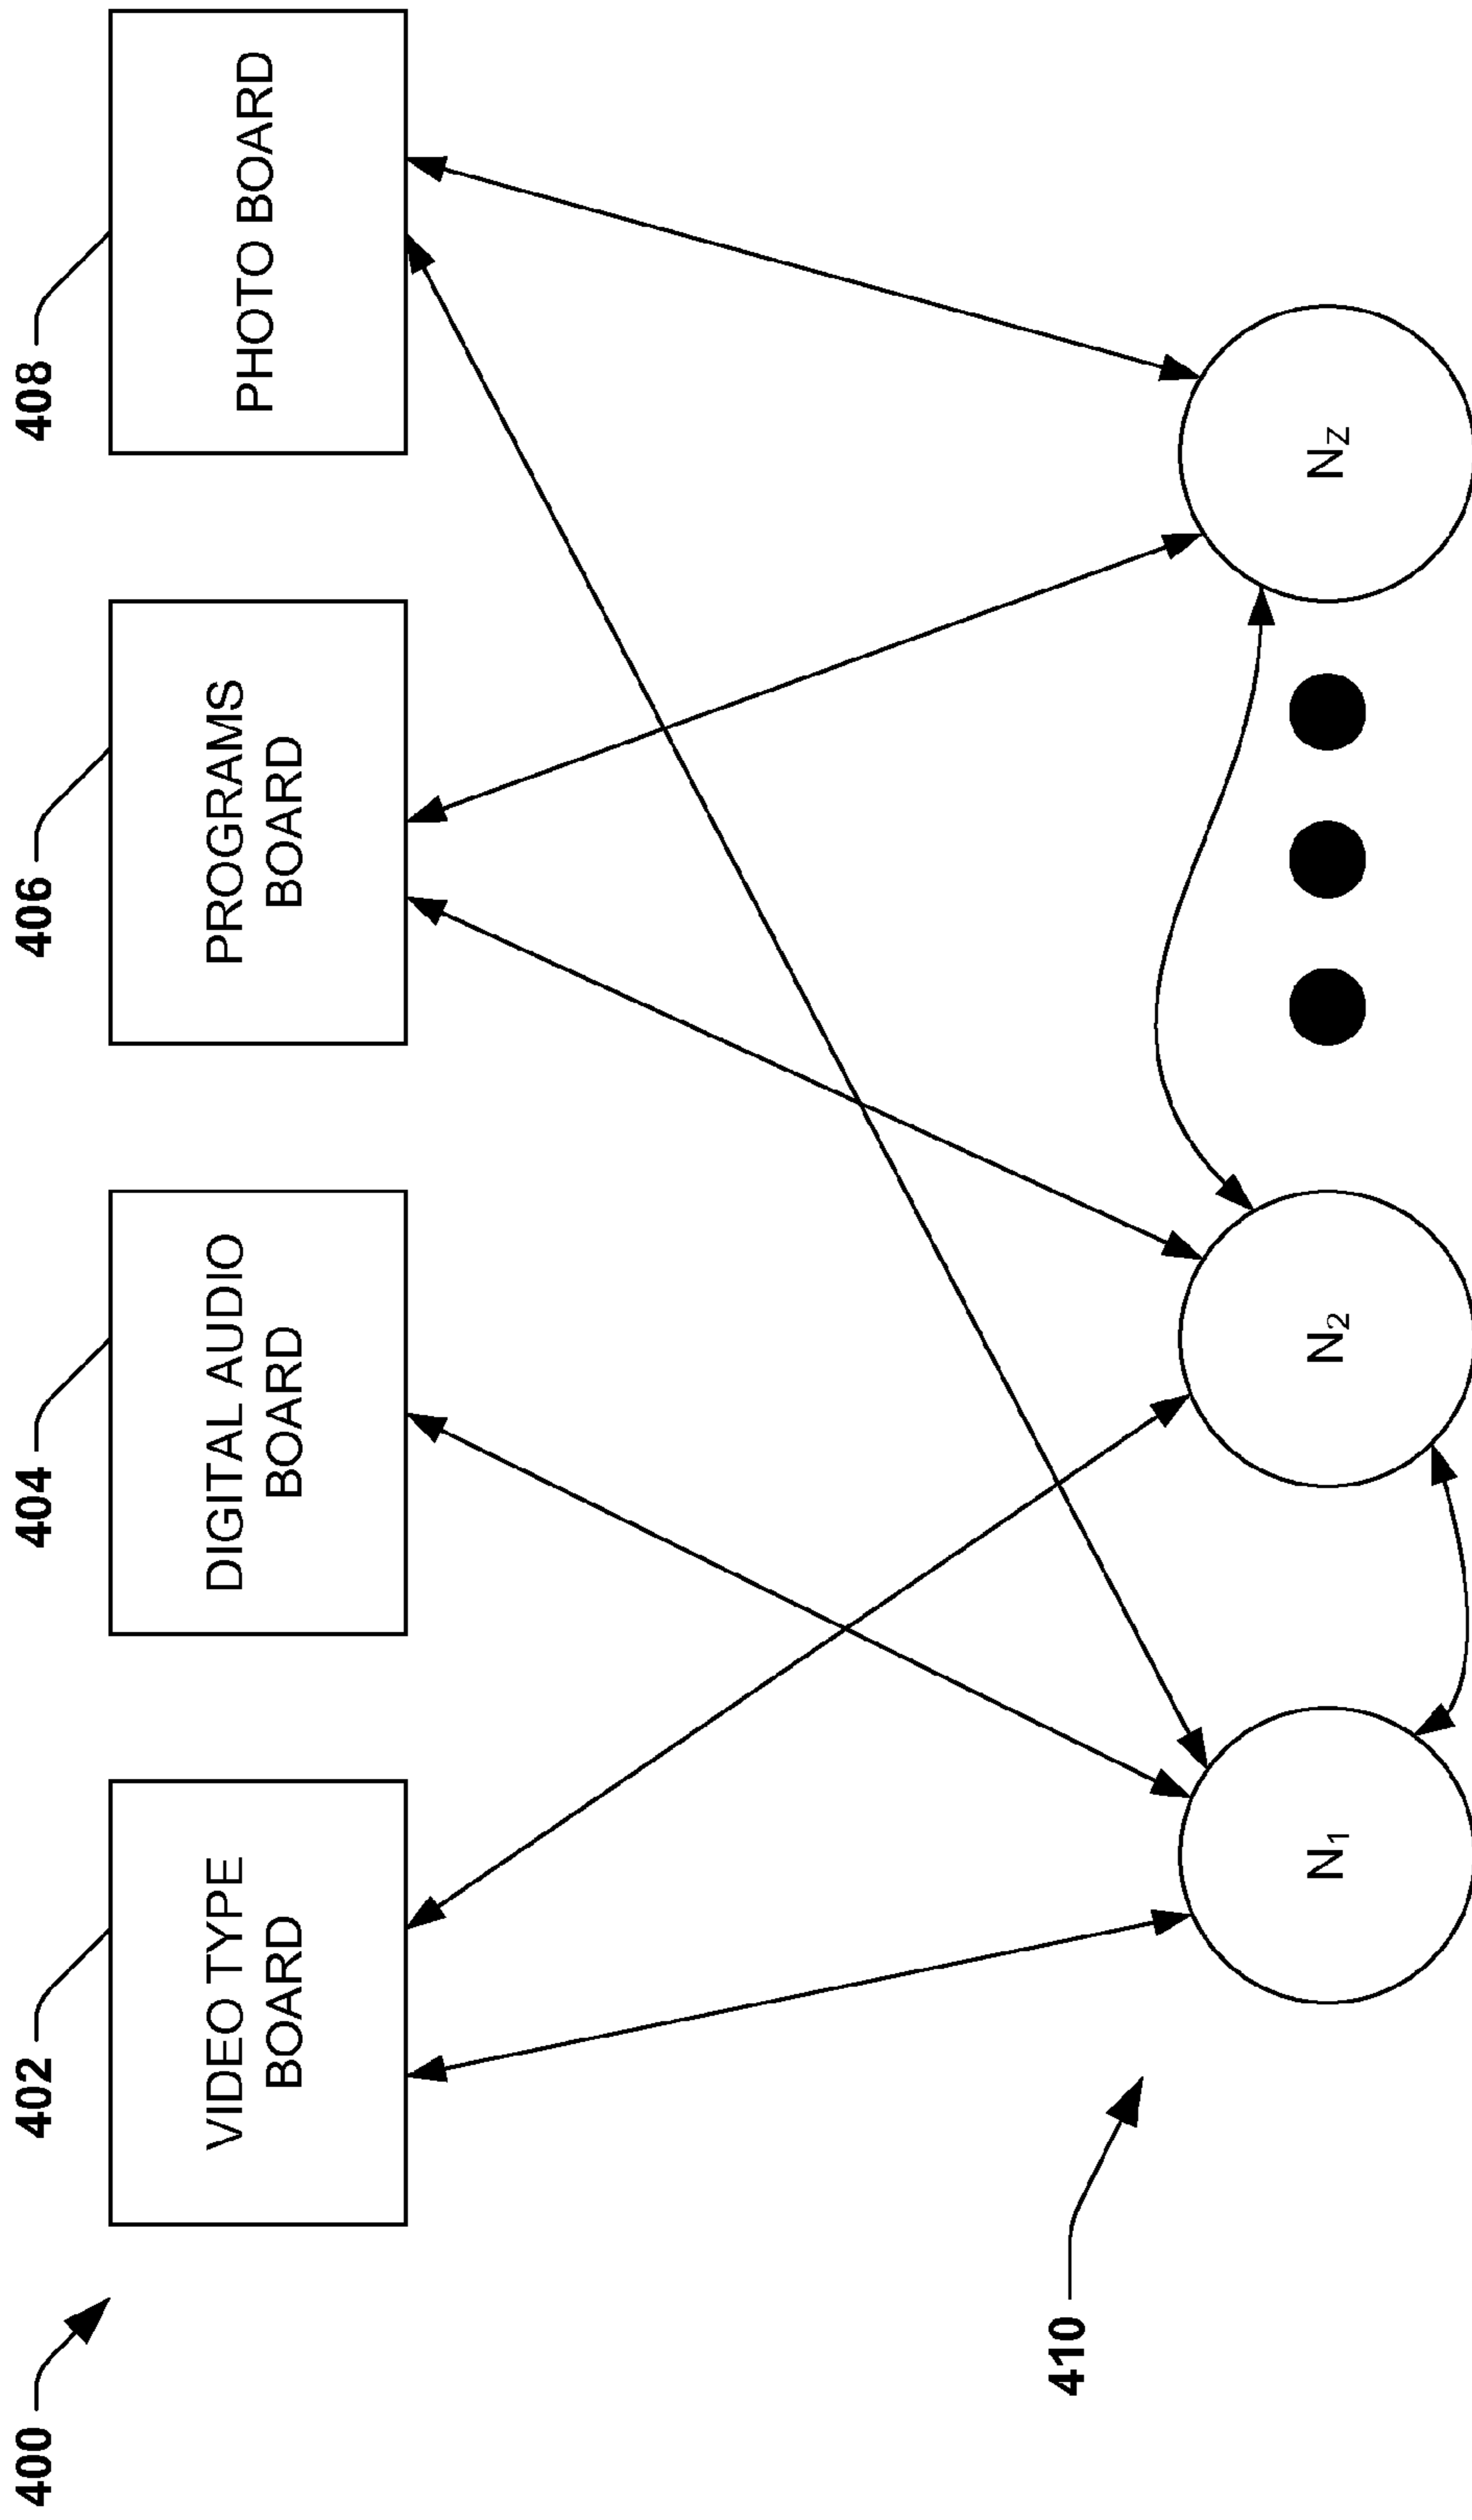 400
402
404
406
408
VIDEO TYPE
BOARD
DIGITAL AUDIO
BOARD
PROGRAMS
BOARD
PHOTO BOARD
410
N1
N2
NZ